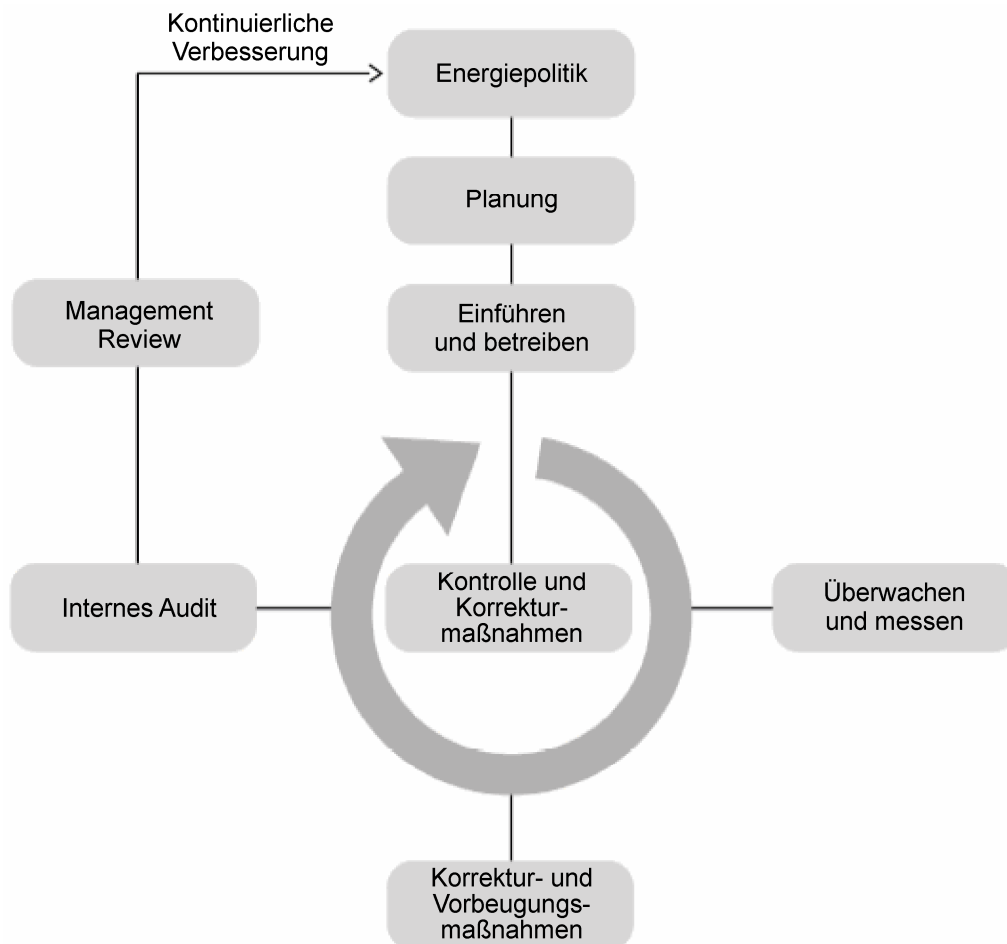 Kontinuierliche
Verbesserung
Energiepolitik
Planung
Management
Review
Einführen
und betreiben
Internes Audit
Kontrolle und
Korrektur-
maßnahmen
Überwachen
und messen
Korrektur- und
Vorbeugungs-
maßnahmen